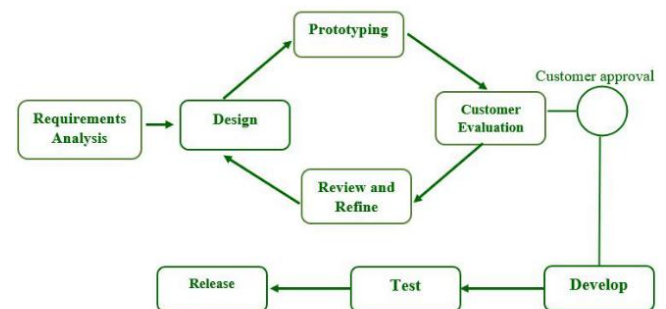 Prototyping
Customer approval
Requirements
Analysis
Design
Customer
Evaluation
Review and
Refine
Release
Test
Develop